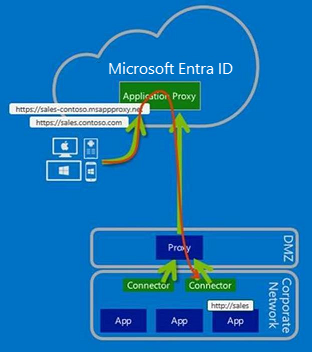 Microsoft Entra ID
Application Proxy
https://sales-contoso.msappproxy.net
https://sales.contoso.com
DMZ
Proxy
Corporate
Network
Connector
Connector
http://sales
App
App
App